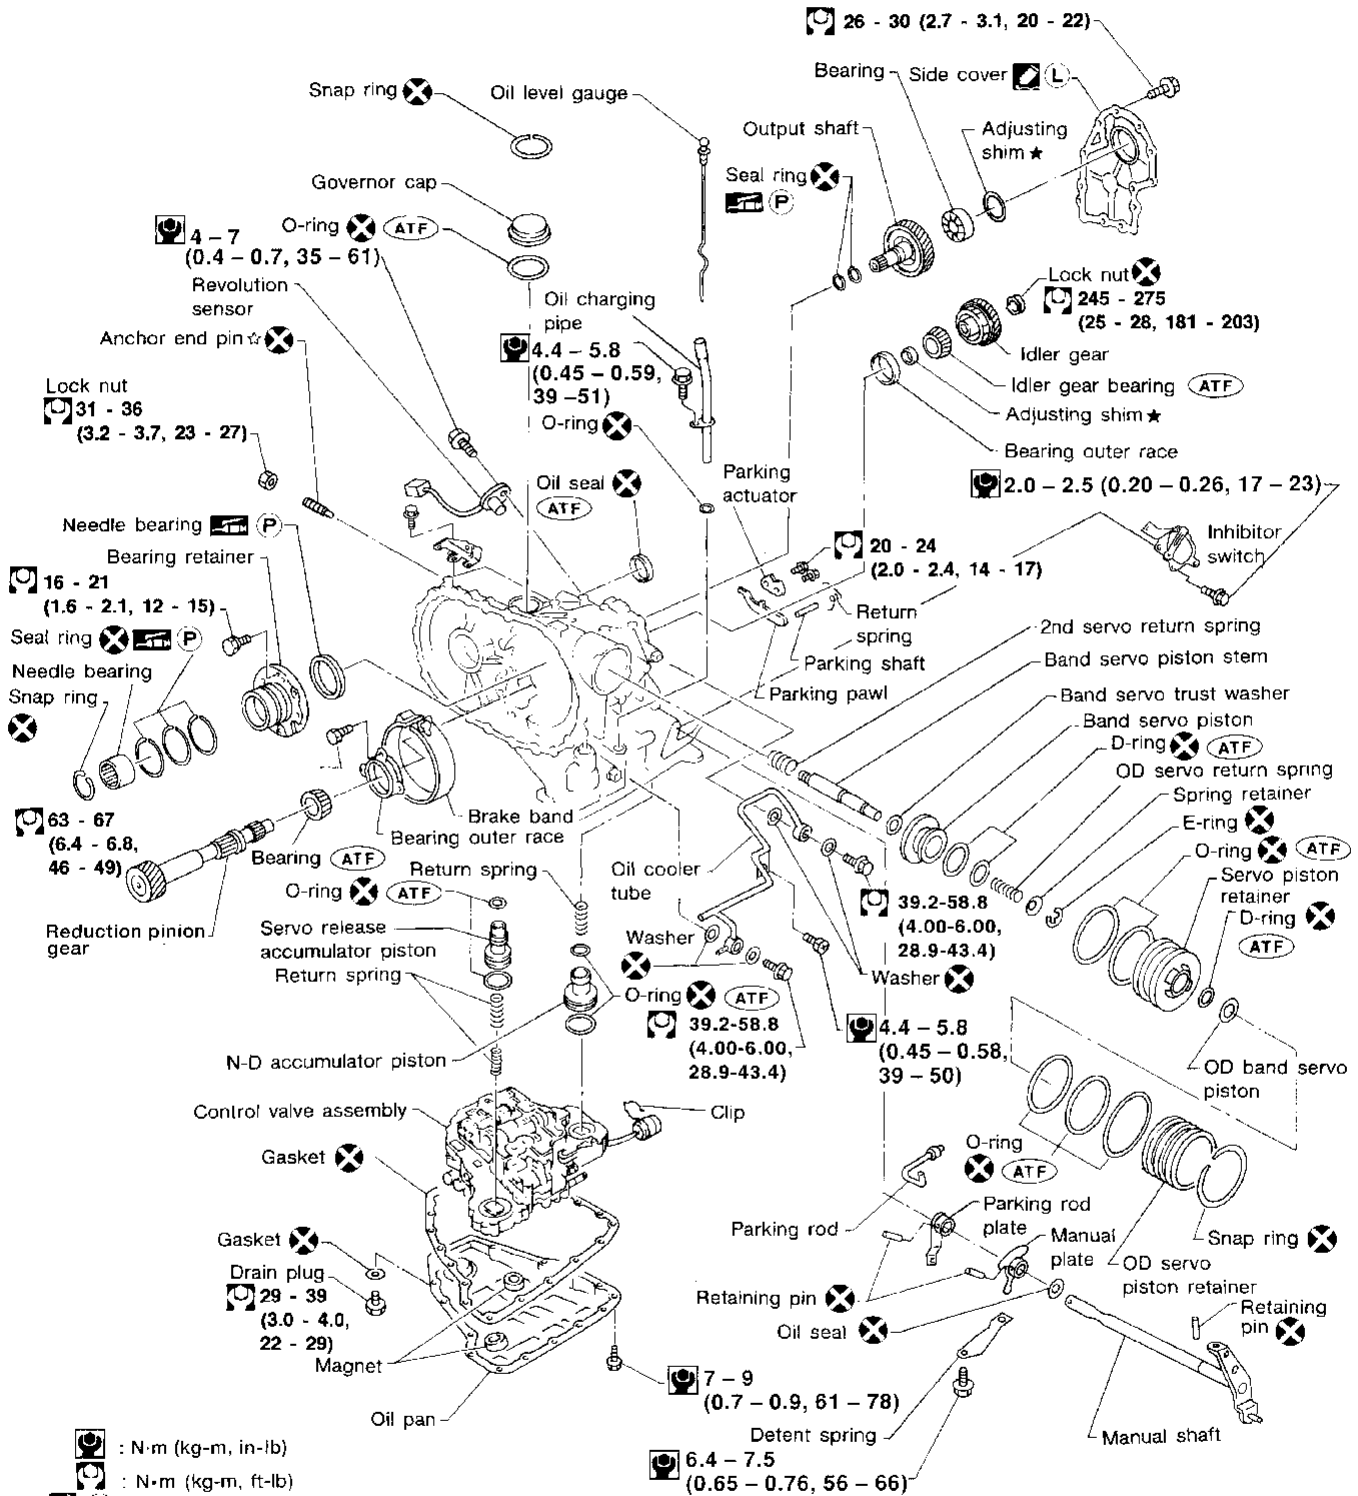 26 - 30 (2.7 - 3.1, 20 - 22)
Bearing
Side cover
L
Snap ring
Oil level gauge
Output shaft
Adjusting
shim ★
Seal ring
P
Governor cap
O-ring
ATF
4 – 7
(0.4 – 0.7, 35 – 61)
Revolution
sensor
Lock nut
245 - 275
(25 - 28, 181 - 203)
Oil charging
pipe
Anchor end pin ☆
4.4 – 5.8
(0.45 – 0.59,
39 –51)
Idler gear
Idler gear bearing
ATF
Lock nut
31 - 36
(3.2 - 3.7, 23 - 27)
Adjusting shim ★
O-ring
Bearing outer race
Parking
actuator
Oil seal
ATF
2.0 – 2.5 (0.20 – 0.26, 17 – 23)
Needle bearing
P
Inhibitor
switch
20 - 24
(2.0 - 2.4, 14 - 17)
Bearing retainer
16 - 21
(1.6 - 2.1, 12 - 15)
Return
spring
2nd servo return spring
Seal ring
P
Parking shaft
Band servo piston stem
Needle bearing
Parking pawl
Band servo trust washer
Snap ring
Band servo piston
D-ring
ATF
OD servo return spring
Spring retainer
E-ring
63 - 67
(6.4 - 6.8,
46 - 49)
Brake band
Bearing outer race
O-ring
ATF
Bearing
ATF
Return spring
Oil cooler
tube
Servo piston
retainer
O-ring
ATF
39.2-58.8
(4.00-6.00,
28.9-43.4)
D-ring
ATF
Reduction pinion
gear
Servo release
accumulator piston
Washer
Return spring
Washer
O-ring
ATF
39.2-58.8
(4.00-6.00,
28.9-43.4)
4.4 – 5.8
(0.45 – 0.58,
39 – 50)
N-D accumulator piston
OD band servo
piston
Control valve assembly
Clip
O-ring
ATF
Gasket
Parking rod
plate
Parking rod
Manual
plate
Snap ring
Gasket
Drain plug
29 - 39
(3.0 - 4.0,
22 - 29)
OD servo
piston retainer
Retaining pin
Oil seal
Retaining
pin
Magnet
7 – 9
(0.7 – 0.9, 61 – 78)
Oil pan
Detent spring
Manual shaft
6.4 – 7.5
(0.65 – 0.76, 56 – 66)
: N·m (kg-m, in-lb)
: N·m (kg-m, ft-lb)